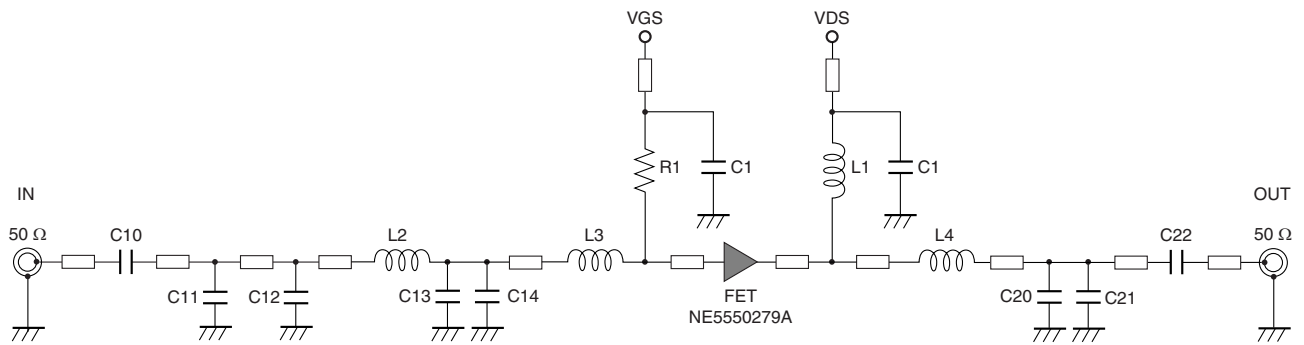 VGS
VDS
R1
C1
L1
C1
IN
OUT
50 Ω
C10
L2
L3
L4
C22
50 Ω
C11
C12
C13
C14
FET
NE5550279A
C20
C21